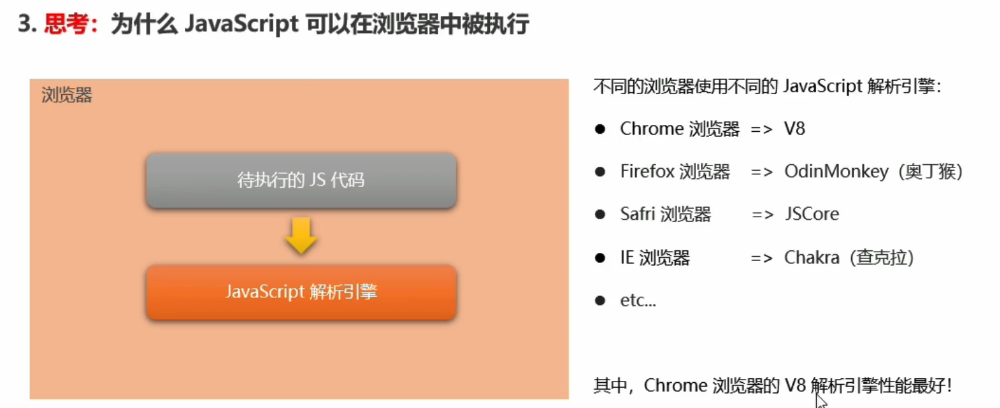 3. 思考：为什么 JavaScript 可以在浏览器中被执行
浏览器
待执行的 JS 代码
JavaScript 解析引擎
不同的浏览器使用不同的 JavaScript 解析引擎：
● Chrome 浏览器 => V8
● Firefox 浏览器 => OdinMonkey（奥丁猴）
● Safri 浏览器 => JSCore
● IE 浏览器 => Chakra（查克拉）
● etc...
其中，Chrome 浏览器的 V8 解析引擎性能最好！